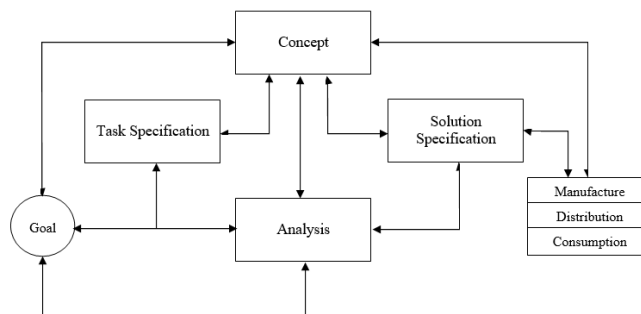 Concept
Task Specification
Solution
Specification
Manufacture
Distribution
Consumption
Goal
Analysis